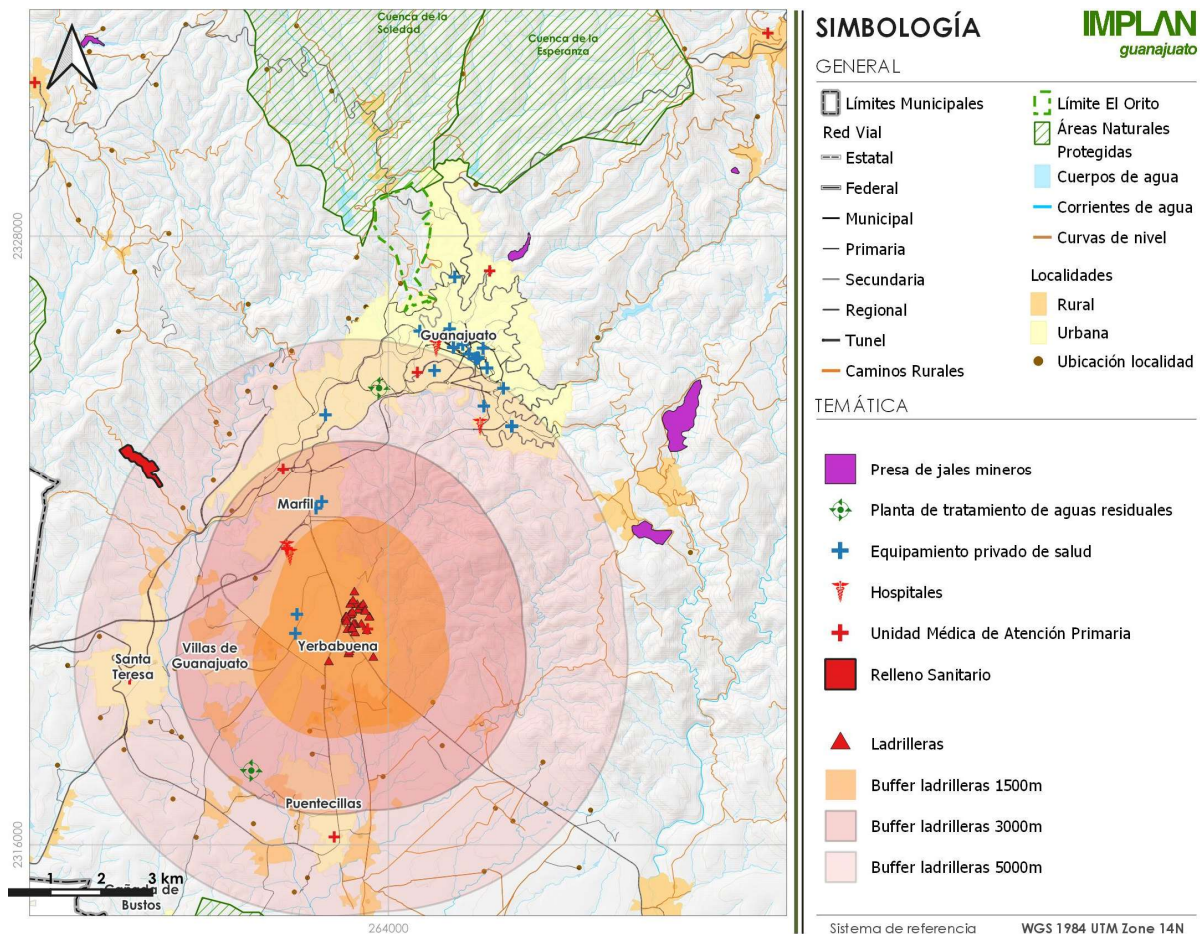 Cuenca de la
Soledad
Cuenca de la
Esperanza
2328000
Guanajuato
Marfil
Villas de
Guanajuato
Yerbabuena
Santa
Teresa
Puentecillas
2316000
1 2 3 km
Cañada de
Bustos
264000
SIMBOLOGÍA
IMPLAN
guanajuato
GENERAL
Límites Municipales
Red Vial
Estatal
Federal
Municipal
Primaria
Secundaria
Regional
Tunel
Caminos Rurales
Límite El Orito
Áreas Naturales
Protegidas
Cuerpos de agua
Corrientes de agua
Curvas de nivel
Localidades
Rural
Urbana
Ubicación localidad
TEMÁTICA
Presa de jales mineros
Planta de tratamiento de aguas residuales
Equipamiento privado de salud
Hospitales
Unidad Médica de Atención Primaria
Relleno Sanitario
Ladrilleras
Buffer ladrilleras 1500m
Buffer ladrilleras 3000m
Buffer ladrilleras 5000m
Sistema de referencia WGS 1984 UTM Zone 14N